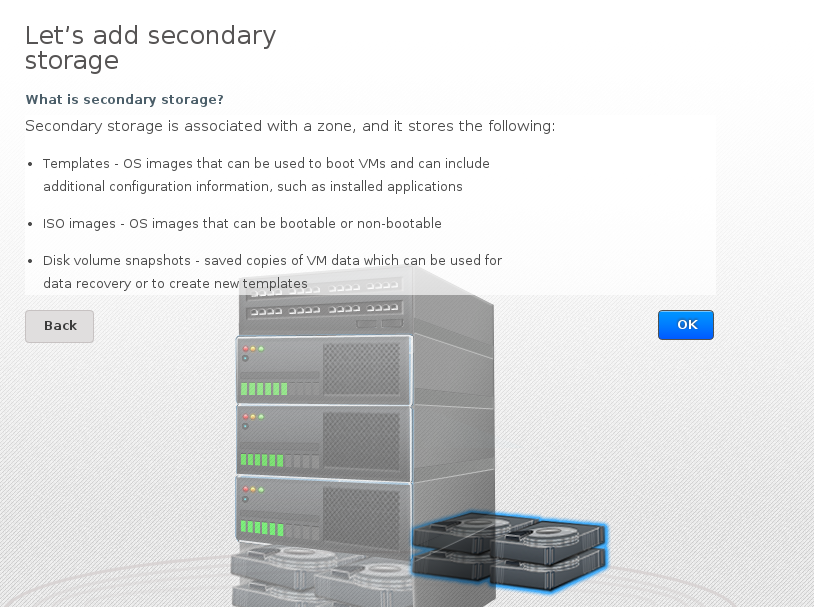 Let’s add secondary
storage
What is secondary storage?
Secondary storage is associated with a zone, and it stores the following:
• Templates - OS images that can be used to boot VMs and can include
additional configuration information, such as installed applications
• ISO images - OS images that can be bootable or non-bootable
• Disk volume snapshots - saved copies of VM data which can be used for
data recovery or to create new templates
Back
OK